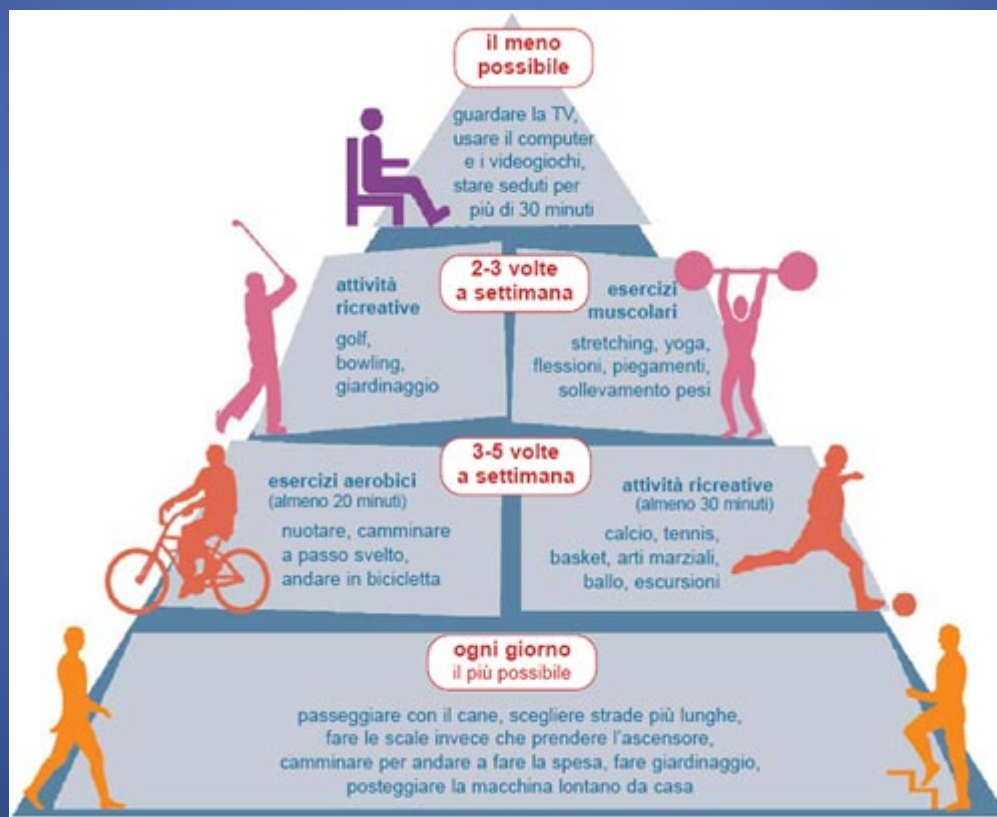 il meno
possibile
guardare la TV,
usare il computer
e i videogiochi,
stare seduti per
più di 30 minuti
2-3 volte
a settimana
attività
ricreative
golf,
bowling,
giardinaggio
esercizi
muscolari
stretching, yoga,
flessioni, piegamenti,
sollevamento pesi
3-5 volte
a settimana
esercizi aerobici
(almeno 20 minuti)
nuotare, camminare
a passo svelto,
andare in bicicletta
attività ricreative
(almeno 30 minuti)
calcio, tennis,
basket, arti marziali,
ballo, escursioni
ogni giorno
il più possibile
passeggiare con il cane, scegliere strade più lunghe,
fare le scale invece che prendere l'ascensore,
camminare per andare a fare la spesa, fare giardinaggio,
posteggiare la macchina lontano da casa